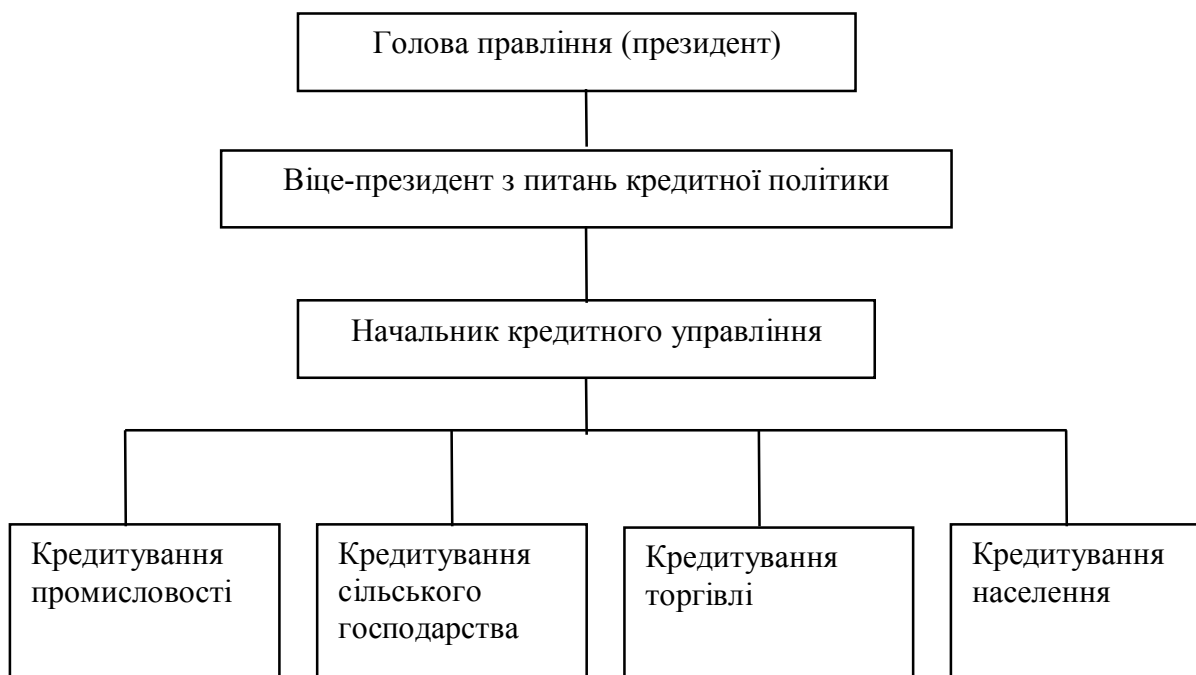 Голова правління (президент)
Віце-президент з питань кредитної політики
Начальник кредитного управління
Кредитування
промисловості
Кредитування
сільського
господарства
Кредитування
торгівлі
Кредитування
населення